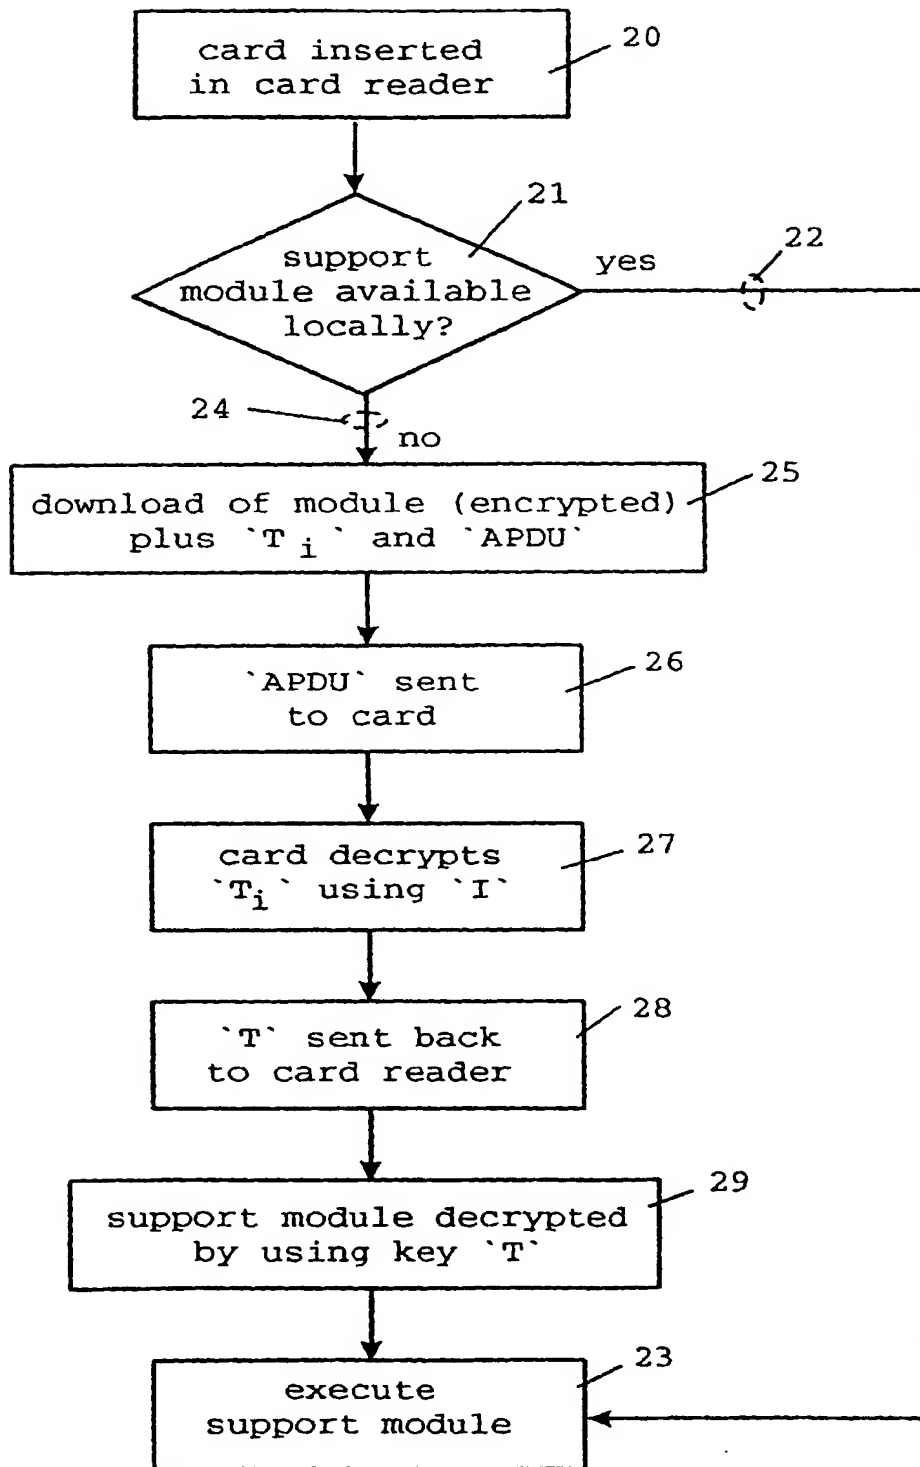 card inserted
in card reader
20
21
support
module available
locally?
yes
22
24
no
download of module (encrypted)
plus `T i ` and `APDU`
25
`APDU` sent
to card
26
card decrypts
`Ti` using `I`
27
`T` sent back
to card reader
28
support module decrypted
by using key `T`
29
execute
support module
23